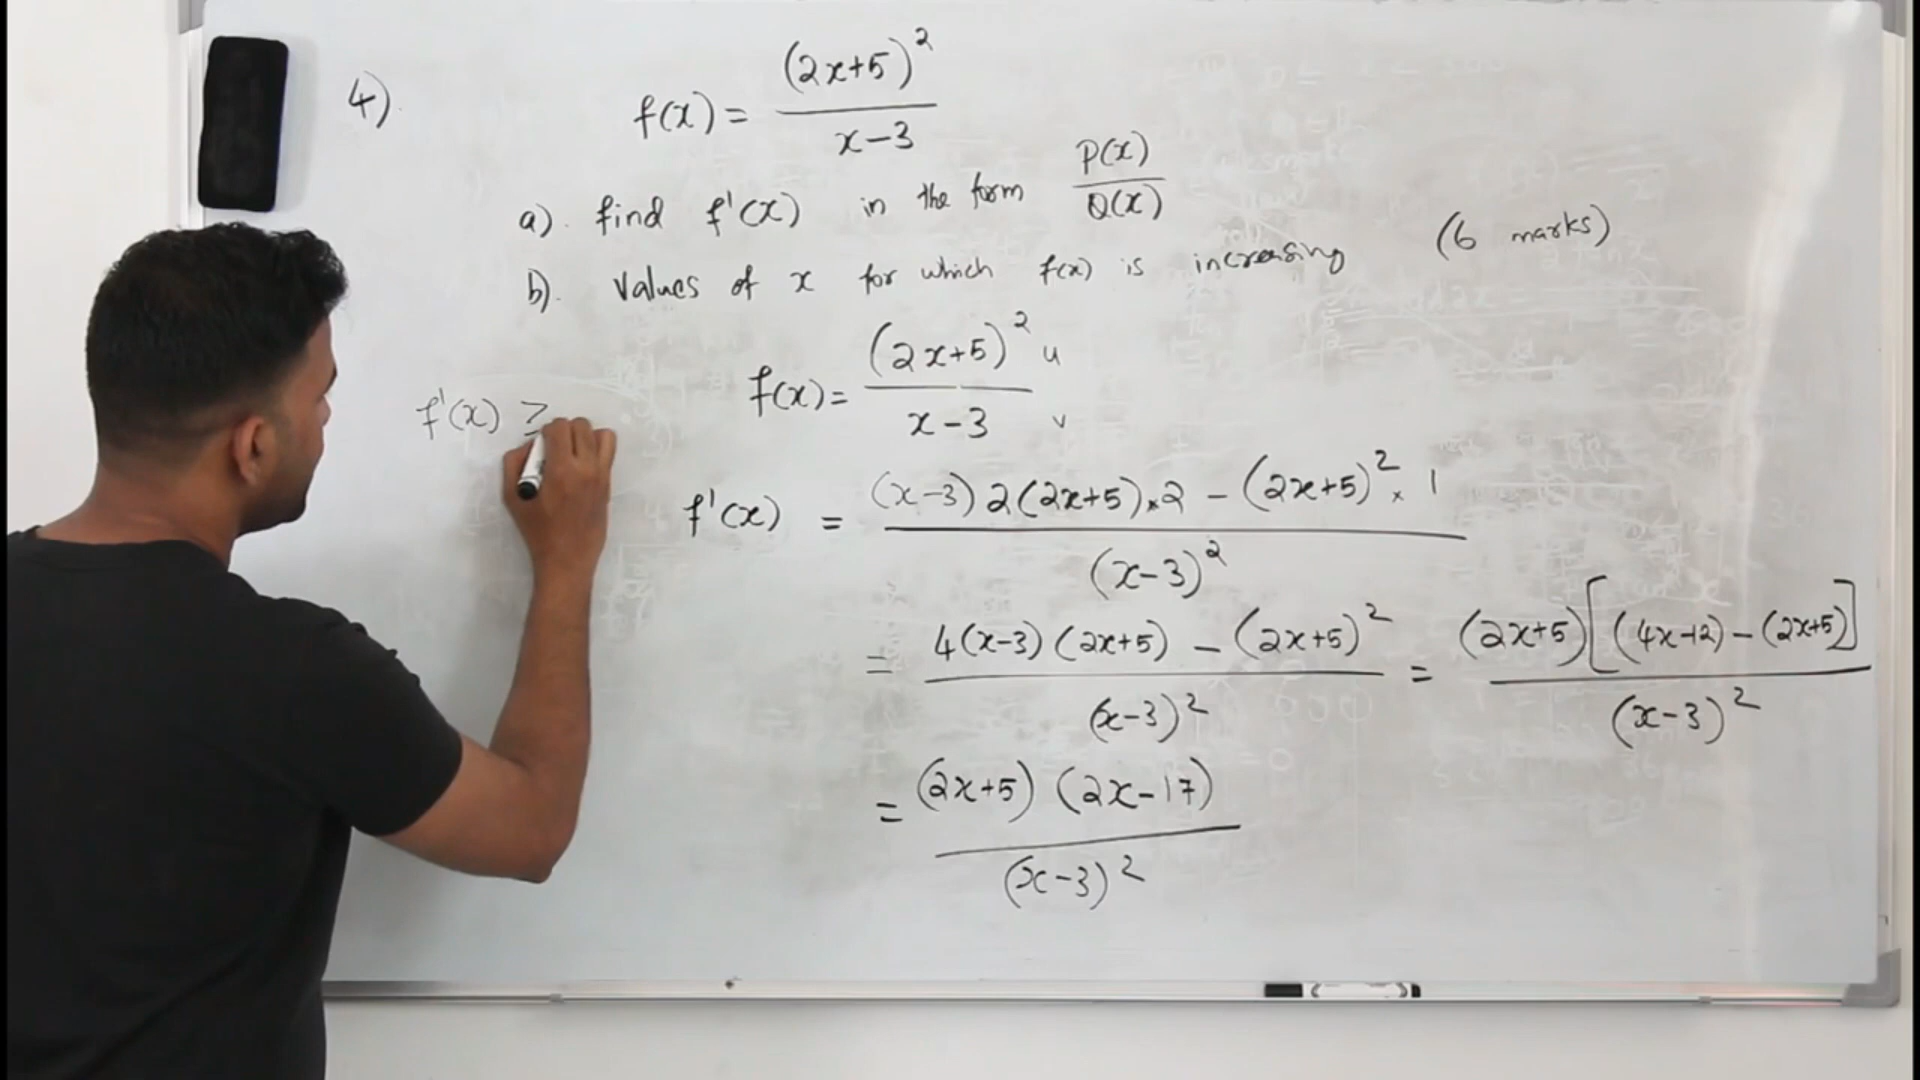 4).
f(x) = (2x+5)² / x-3
a). find f'(x) in the form P(x) / Q(x)
b). Values of x for which f(x) is increasing (6 marks)
f(x) = (2x+5)² u / x-3 v
f'(x) ≥
f'(x) = (x-3) 2(2x+5)×2 - (2x+5)² × 1 / (x-3)²
= 4(x-3)(2x+5) - (2x+5)² / (x-3)² = (2x+5)[(4x-12) - (2x+5)] / (x-3)²
= (2x+5) (2x-17) / (x-3)²